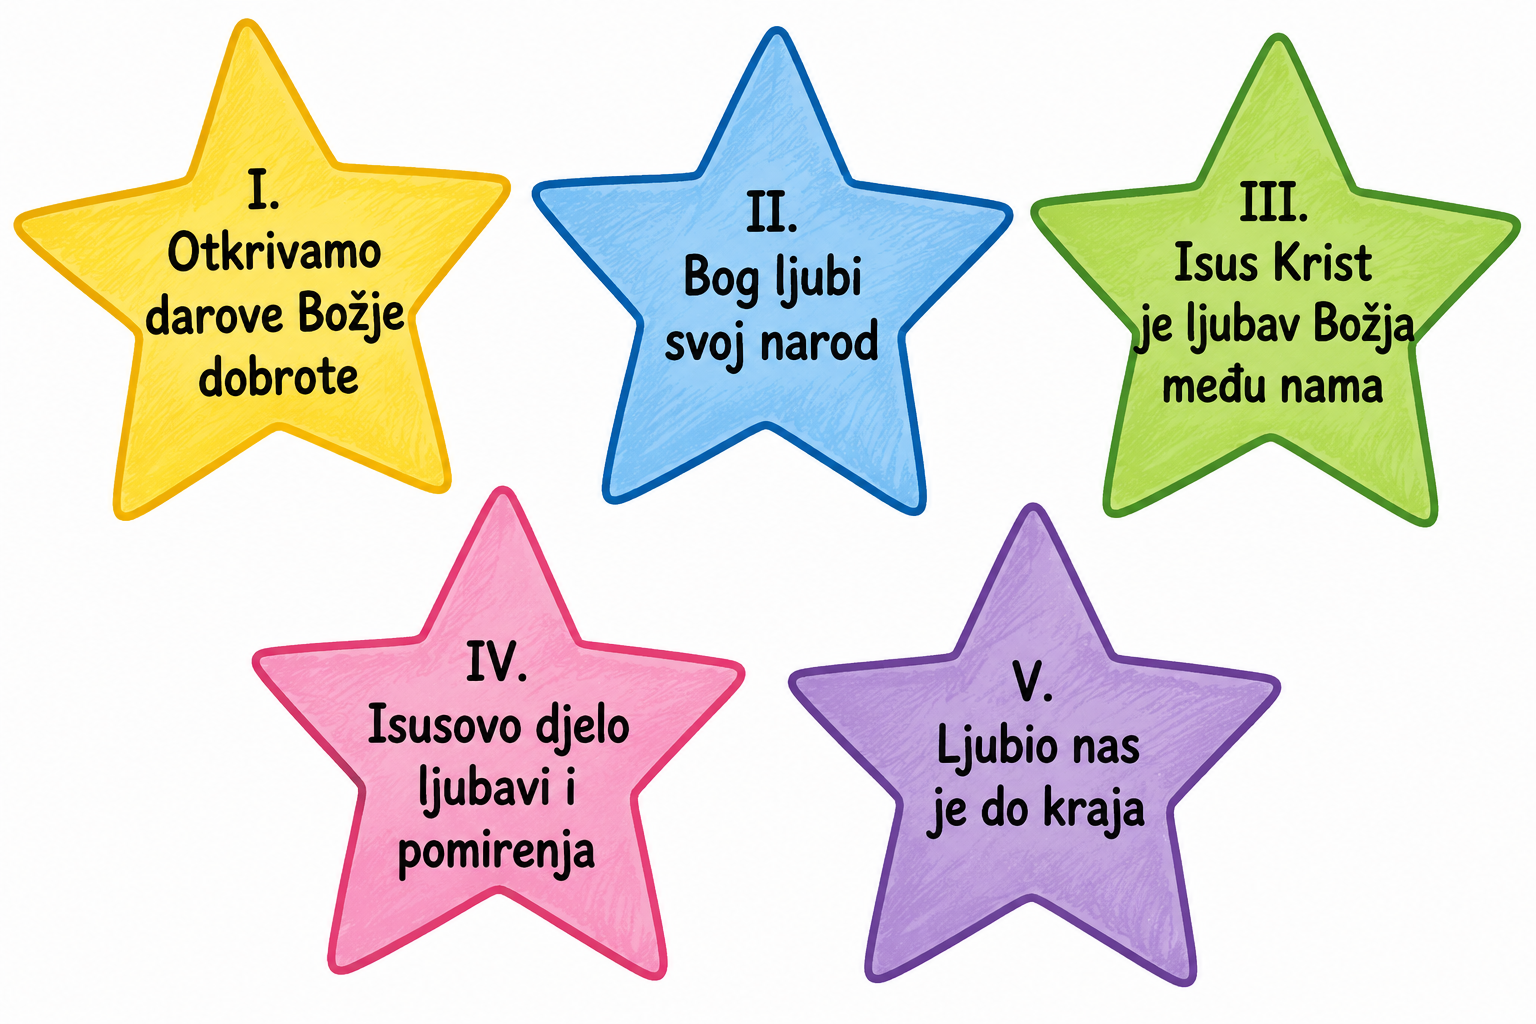 I.
Otkrivamo
darove Božje
dobrote
II.
Bog ljubi
svoj narod
III.
Isus Krist
je ljubav Božja
među nama
IV.
Isusovo djelo
ljubavi i
pomirenja
V.
Ljubio nas
je do kraja